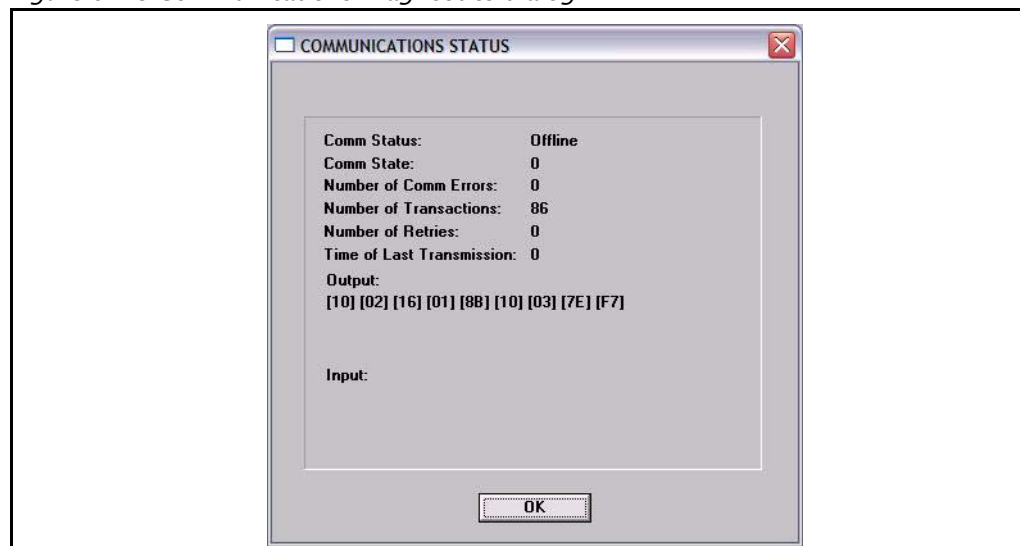 COMMUNICATIONS STATUS
Comm Status: Offline
Comm State: 0
Number of Comm Errors: 0
Number of Transactions: 86
Number of Retries: 0
Time of Last Transmission: 0
Output:
[10] [02] [16] [01] [8B] [10] [03] [7E] [F7]
Input:
OK